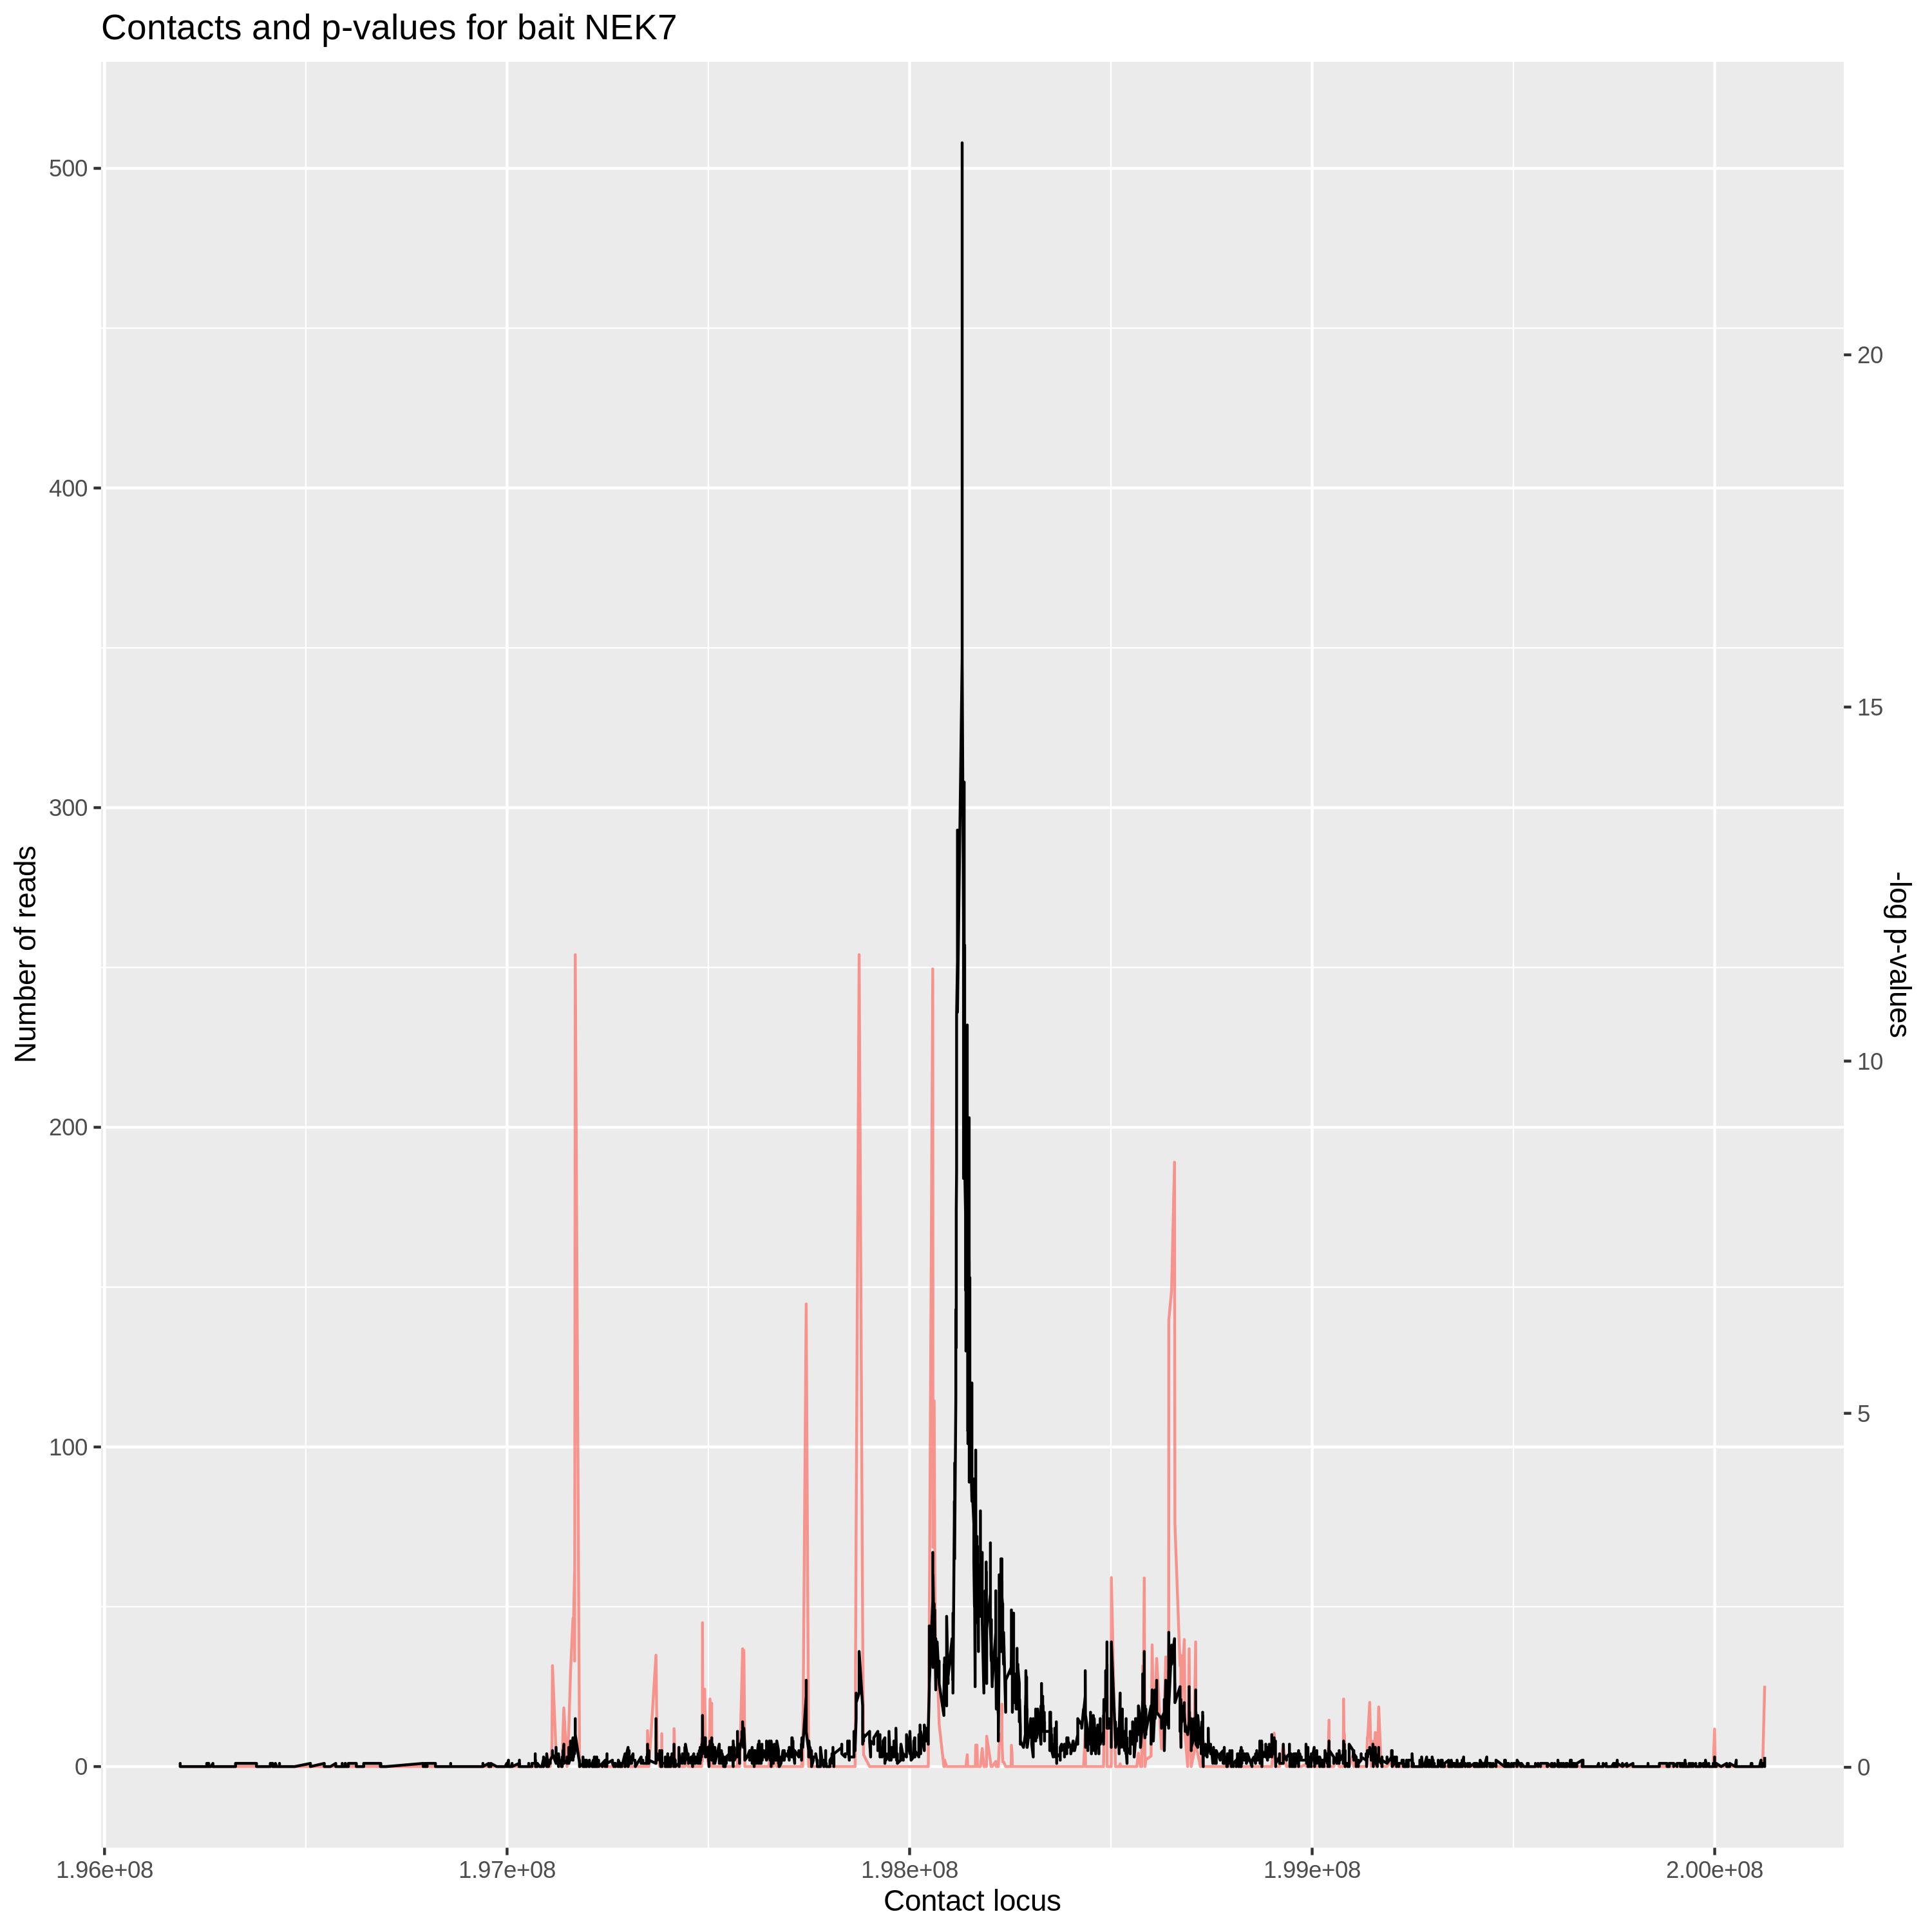 Contacts and p-values for bait NEK7
Number of reads
500
400
300
200
100
0
20
15
10
5
0
-log p-values
1.96e+08
1.97e+08
1.98e+08
1.99e+08
2.00e+08
Contact locus